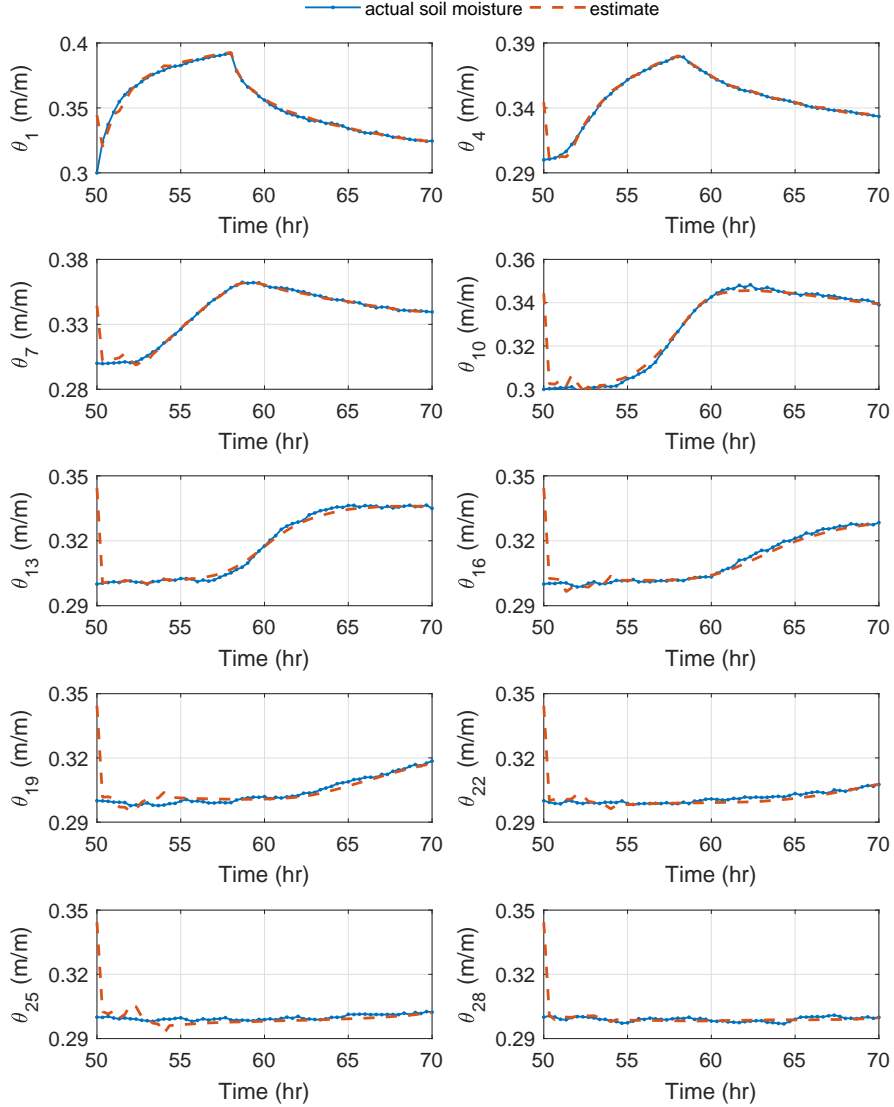 actual soil moisture estimate
0.4
0.35
0.3
θ1 (m/m)
50 55 60 65 70
Time (hr)
0.39
0.34
0.29
θ4 (m/m)
50 55 60 65 70
Time (hr)
0.38
0.33
0.28
θ7 (m/m)
50 55 60 65 70
Time (hr)
0.36
0.34
0.32
0.3
θ10 (m/m)
50 55 60 65 70
Time (hr)
0.35
0.32
0.29
θ13 (m/m)
50 55 60 65 70
Time (hr)
0.35
0.32
0.29
θ16 (m/m)
50 55 60 65 70
Time (hr)
0.35
0.32
0.29
θ19 (m/m)
50 55 60 65 70
Time (hr)
0.35
0.32
0.29
θ22 (m/m)
50 55 60 65 70
Time (hr)
0.35
0.32
0.29
θ25 (m/m)
50 55 60 65 70
Time (hr)
0.35
0.32
0.29
θ28 (m/m)
50 55 60 65 70
Time (hr)